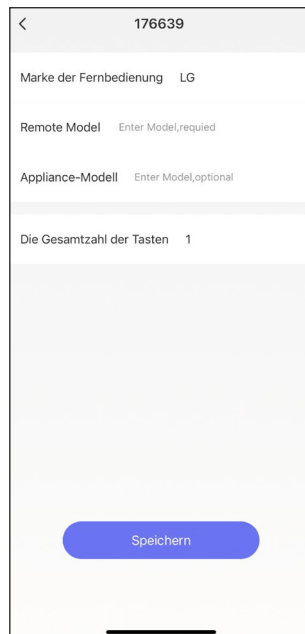 176639
Marke der Fernbedienung LG
Remote Model Enter Model,requied
Appliance-Modell Enter Model,optional
Die Gesamtzahl der Tasten 1
Speichern